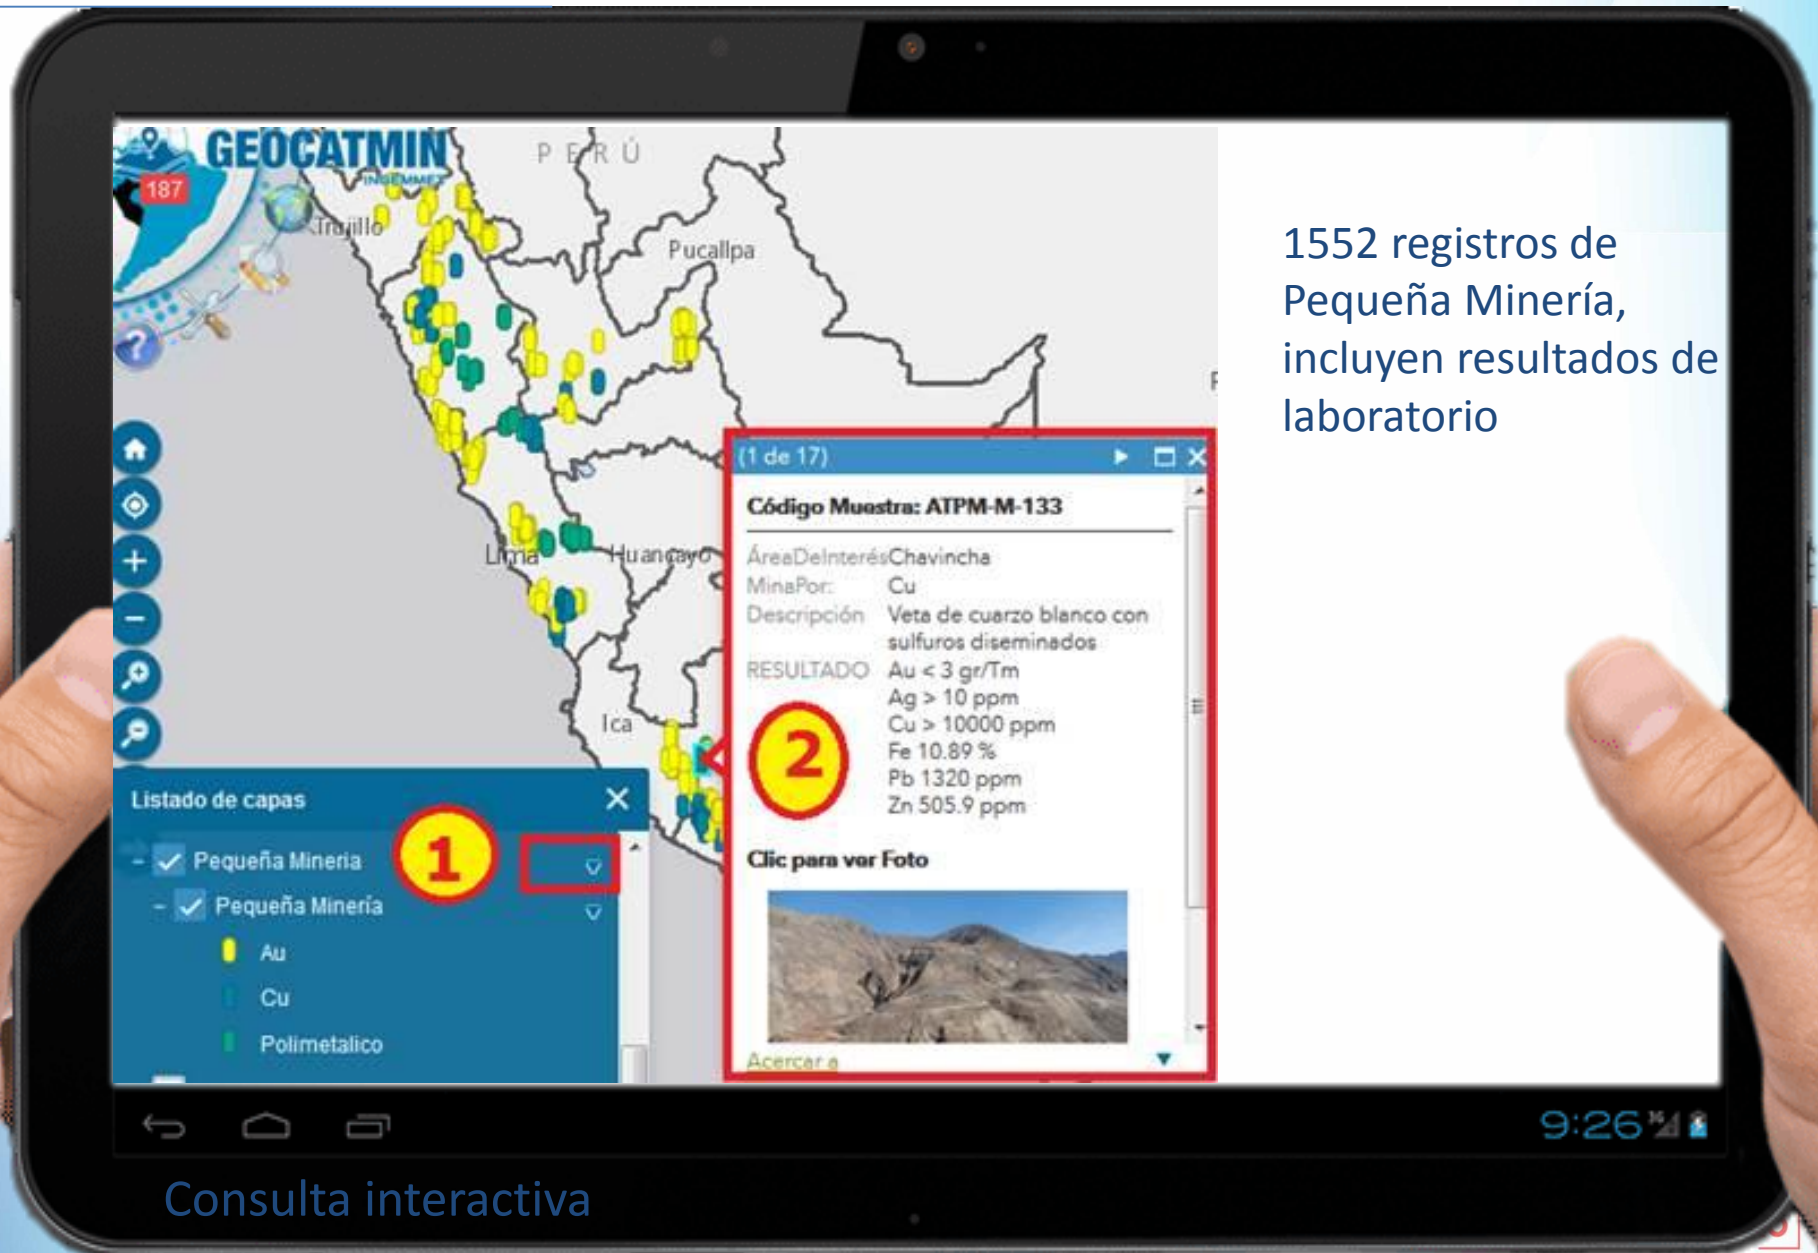 GEOCATMIN
INGEMMET
187
PERÚ
Trujillo
Pucallpa
Lima
Huancayo
Ica
1552 registros de
Pequeña Minería,
incluyen resultados de
laboratorio
(1 de 17)
Código Muestra: ATPM-M-133
ÁreaDeInterés Chavincha
MinaPor: Cu
Descripción Veta de cuarzo blanco con
sulfuros diseminados
RESULTADO Au < 3 gr/Tm
Ag > 10 ppm
Cu > 10000 ppm
Fe 10.89 %
Pb 1320 ppm
Zn 505.9 ppm
2
Clic para ver Foto
Acercar a
Listado de capas
1
Pequeña Mineria
Pequeña Minería
Au
Cu
Polimetalico
9:26
3G
Consulta interactiva